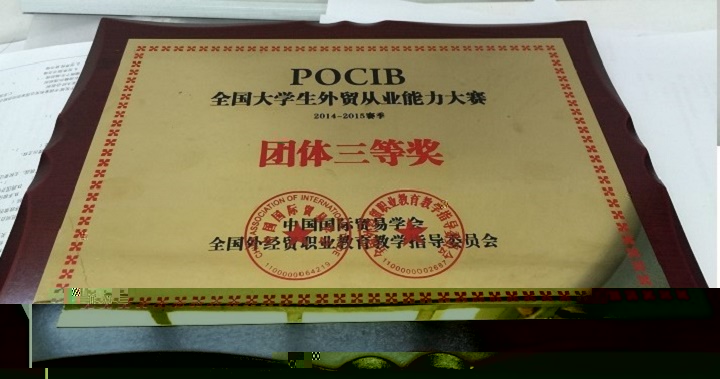 POCIB
全国大学生外贸从业能力大赛
2014-2015赛季
团体三等奖
中国国际贸易学会
全国外经贸职业教育教学指导委员会